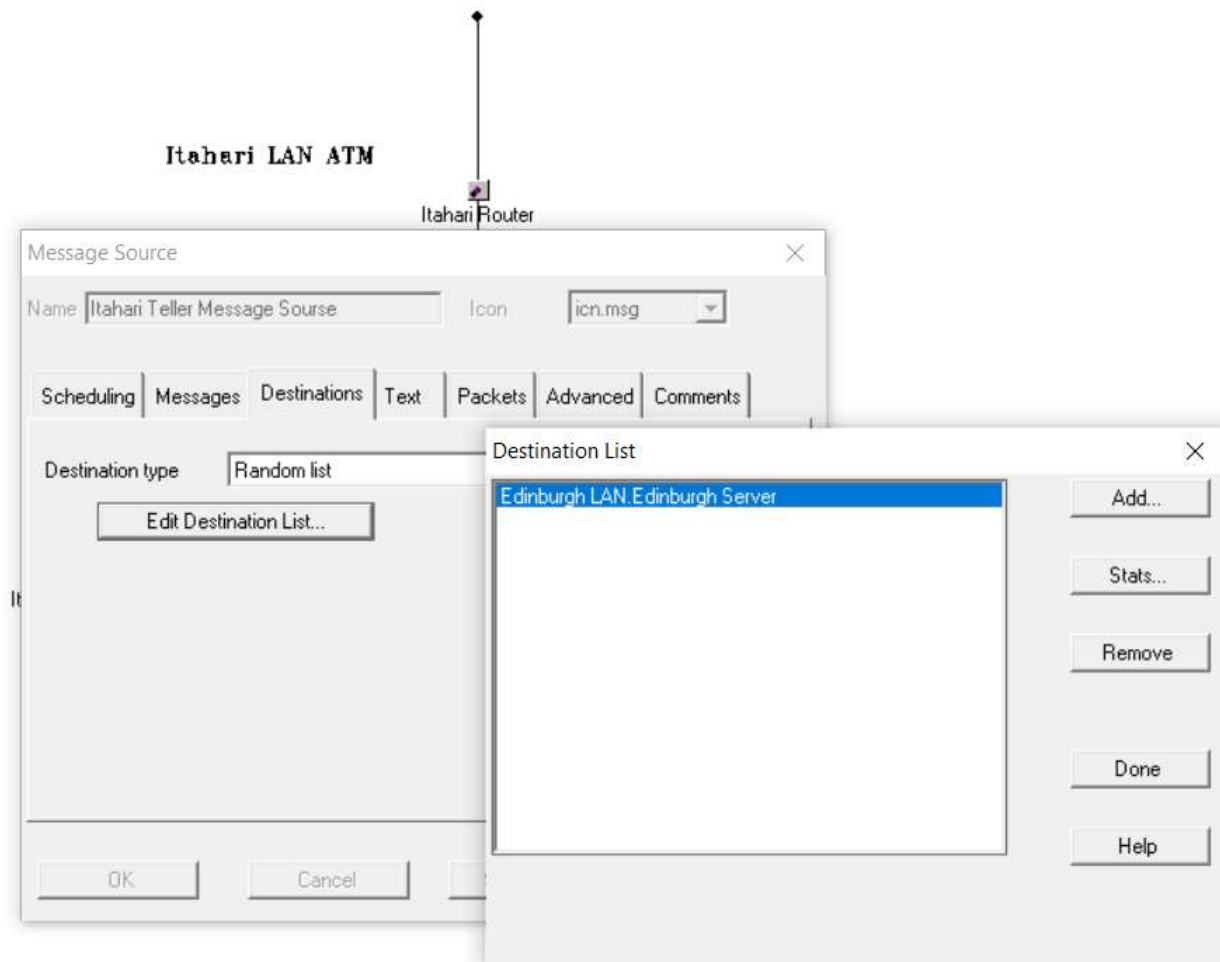 Itahari LAN ATM
Itahari Router
Message Source
Name Itahari Teller Message Sourse Icon icn.msg
Scheduling Messages Destinations Text Packets Advanced Comments
Destination type Random list
Edit Destination List...
Destination List
Edinburgh LAN.Edinburgh Server
Add...
Stats...
Remove
Done
Help
It
OK Cancel